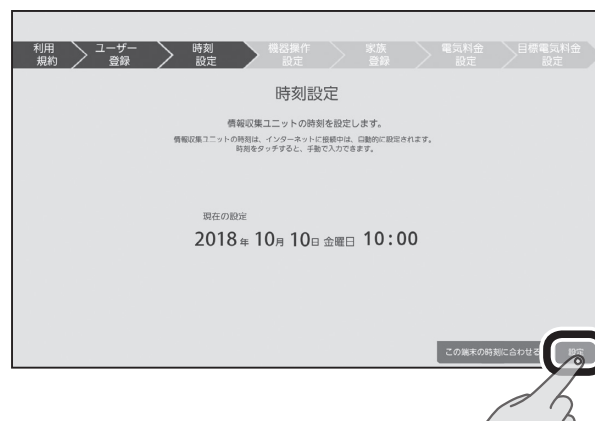 利用
規約
ユーザー
登録
時刻
設定
機器操作
設定
家族
登録
電気料金
設定
目標電気料金
設定
時刻設定
情報収集ユニットの時刻を設定します。
情報収集ユニットの時刻は、インターネットに接続中は、自動的に設定されます。
時刻をタッチすると、手動で入力できます。
現在の設定
2018年 10月 10日 金曜日 10:00
この端末の時刻に合わせる
設定